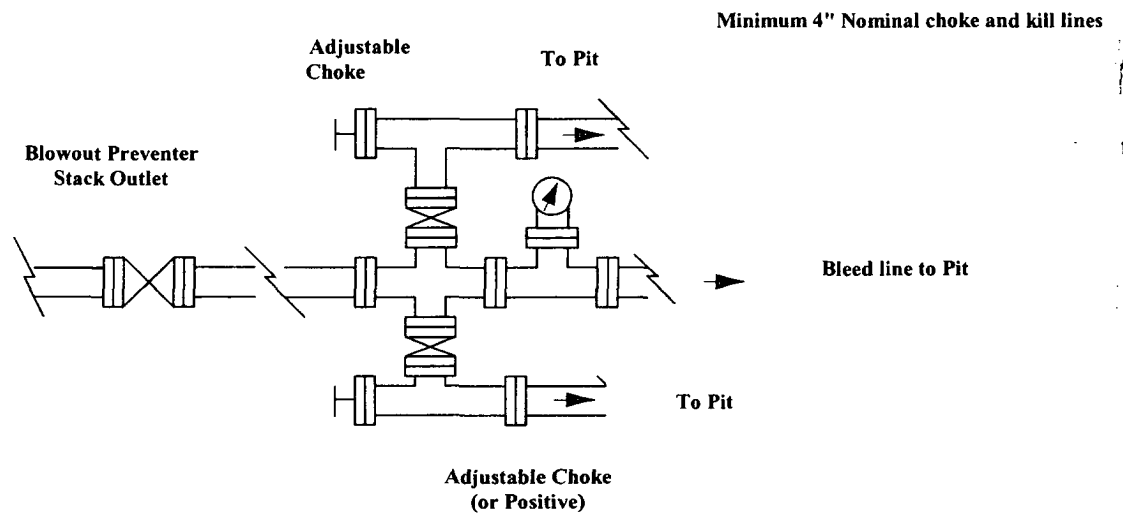 Minimum 4" Nominal choke and kill lines
Adjustable
Choke
To Pit
Blowout Preventer
Stack Outlet
Bleed line to Pit
To Pit
Adjustable Choke
(or Positive)